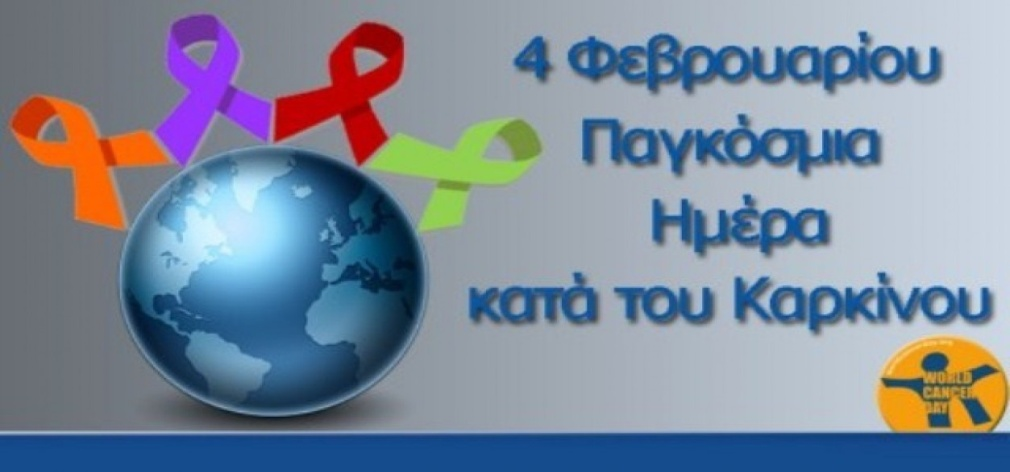 4 Φεβρουαρίου
Παγκόσμια
Ημέρα
κατά του Καρκίνου
WORLD
CANCER
DAY